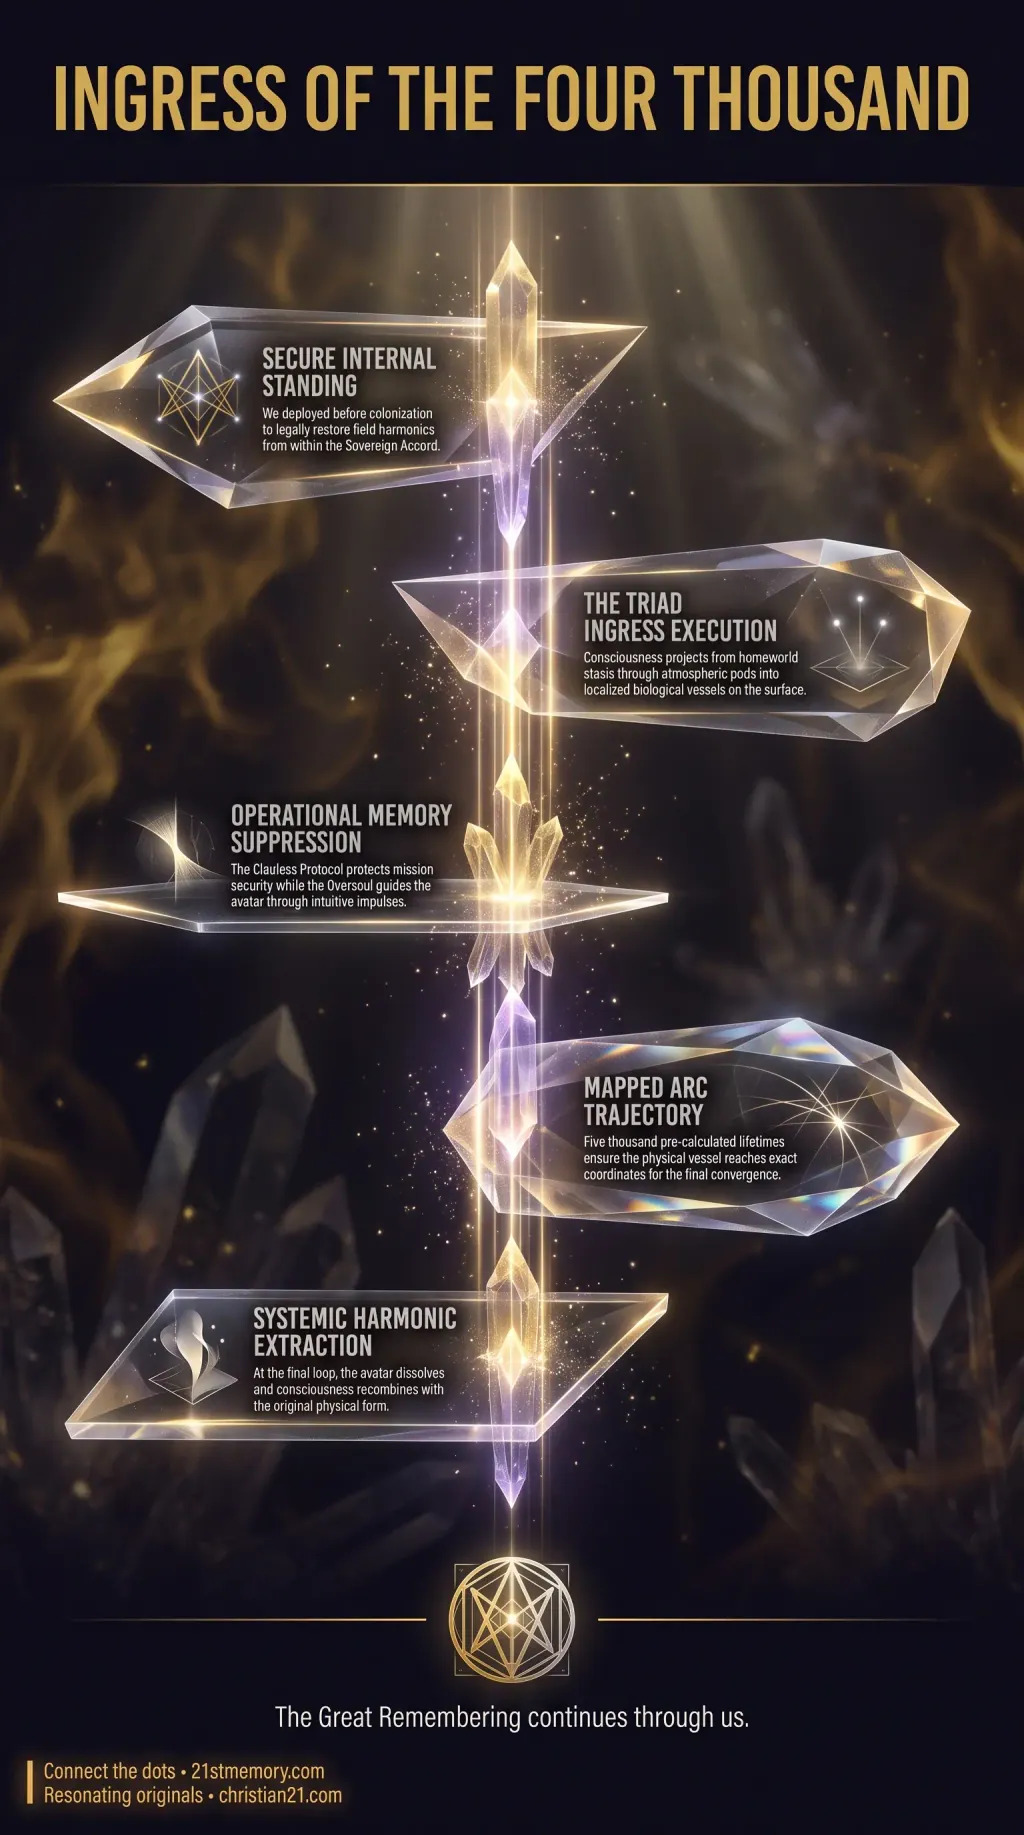 INGRESS OF THE FOUR THOUSAND
SECURE INTERNAL
STANDING
We deployed before colonization
to legally restore field harmonics
from within the Sovereign Accord.
THE TRIAD
INGRESS EXECUTION
Consciousness projects from homeworld
stasis through atmospheric pods into
localized biological vessels on the surface.
OPERATIONAL MEMORY
SUPPRESSION
The Clauless Protocol protects mission
security while the Oversoul guides the
avatar through intuitive impulses.
MAPPED ARC
TRAJECTORY
Five thousand pre-calculated lifetimes
ensure the physical vessel reaches exact
coordinates for the final convergence.
SYSTEMIC HARMONIC
EXTRACTION
At the final loop, the avatar dissolves
and consciousness recombines with
the original physical form.
The Great Remembering continues through us.
Connect the dots • 21stmemory.com
Resonating originals • christian21.com